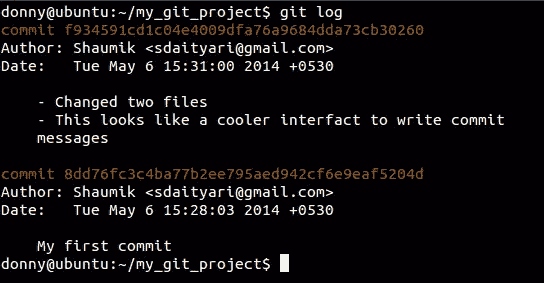 donny@ubuntu:~/my_git_project$ git log
commit f934591cd1c04e4009dfa76a9684dda73cb30260
Author: Shaumik <sdaityari@gmail.com>
Date:   Tue May 6 15:31:00 2014 +0530
- Changed two files
- This looks like a cooler interfact to write commit
messages
commit 8dd76fc3c4ba77b2ee795aed942cf6e9eaf5204d
Author: Shaumik <sdaityari@gmail.com>
Date:   Tue May 6 15:28:03 2014 +0530
My first commit
donny@ubuntu:~/my_git_project$